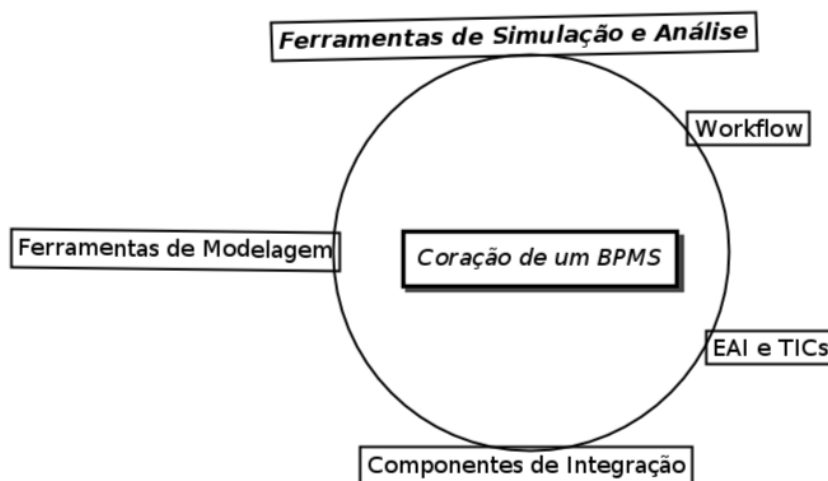 Ferramentas de Simulação e Análise
Workflow
Ferramentas de Modelagem
Coração de um BPMS
EAI e TICs
Componentes de Integração